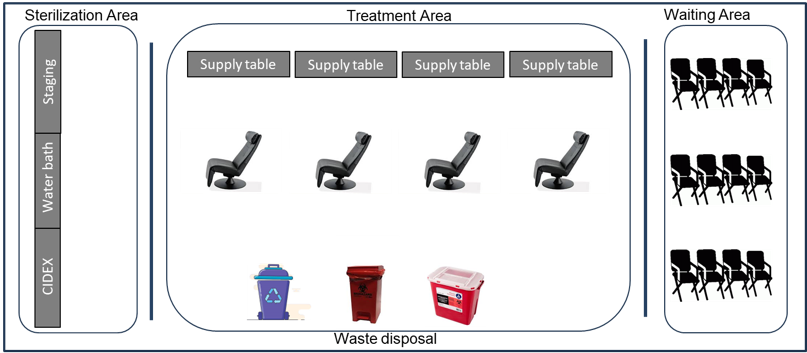 Sterilization Area
Treatment Area
Waiting Area
Staging
Water bath
CIDEX
Supply table
Supply table
Supply table
Supply table
Waste disposal